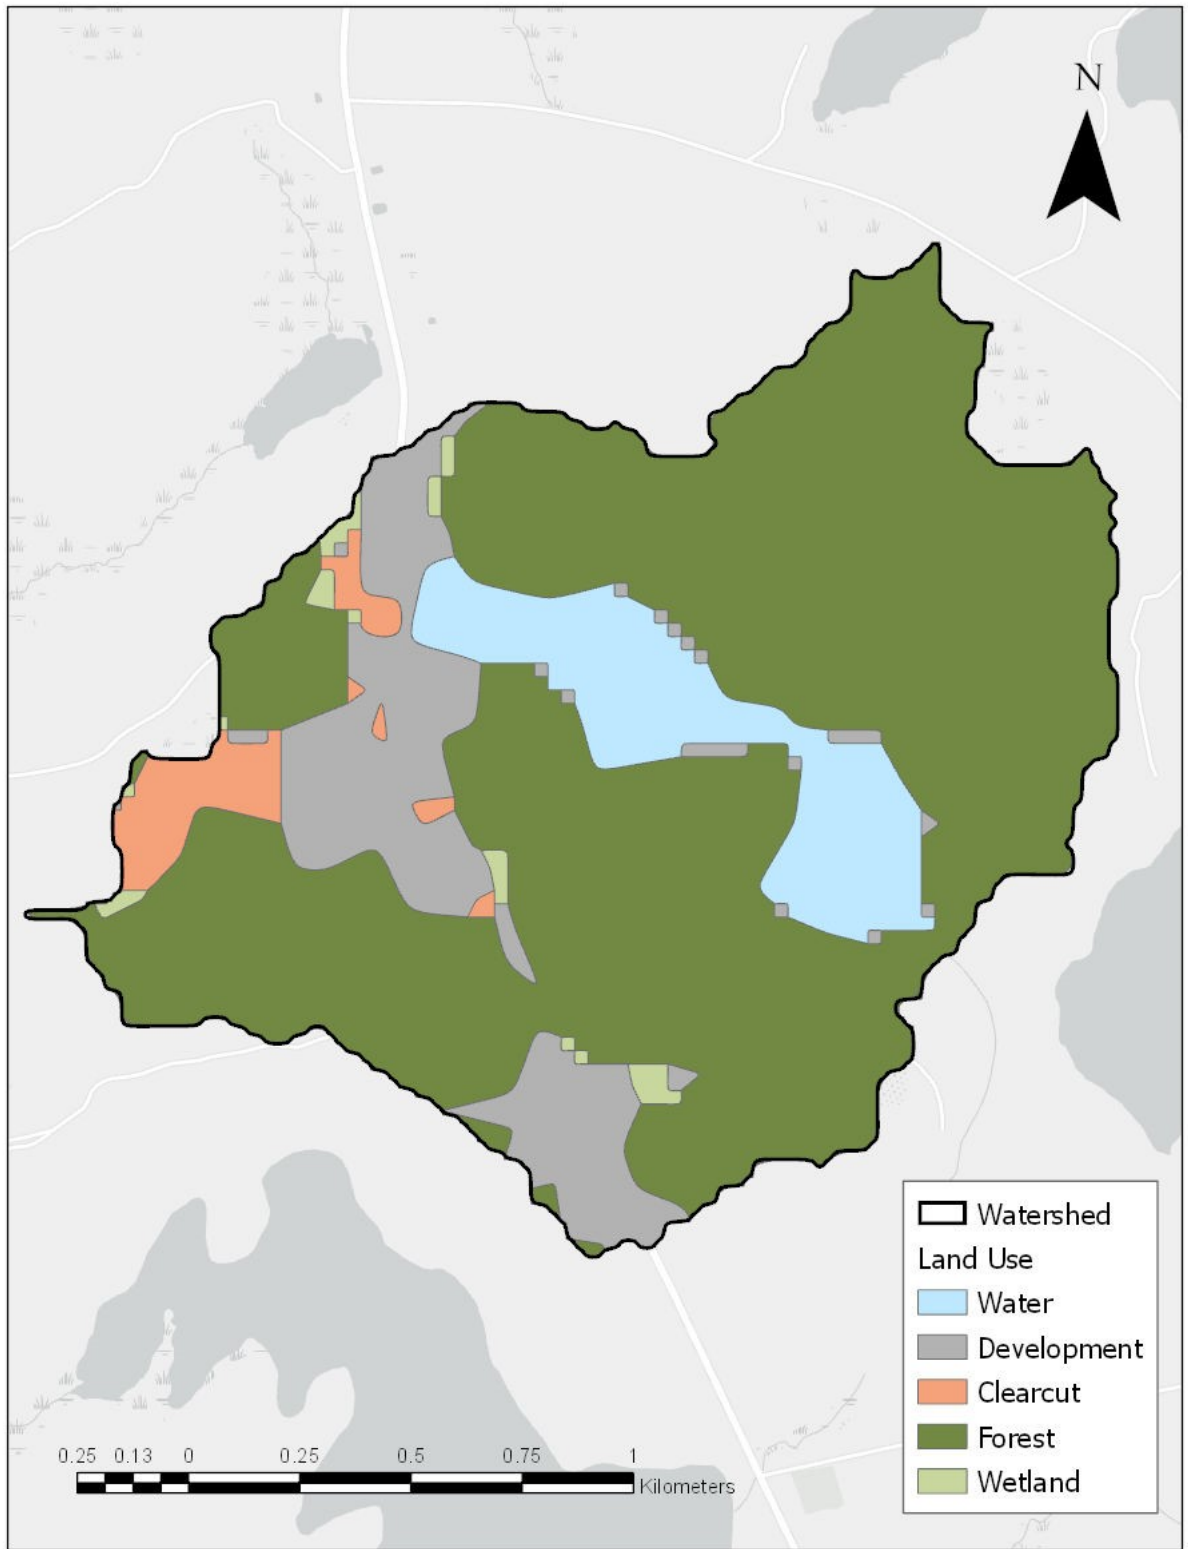 N
Watershed
Land Use
Water
Development
Clearcut
Forest
Wetland
0.25 0.13 0 0.25 0.5 0.75 1
Kilometers